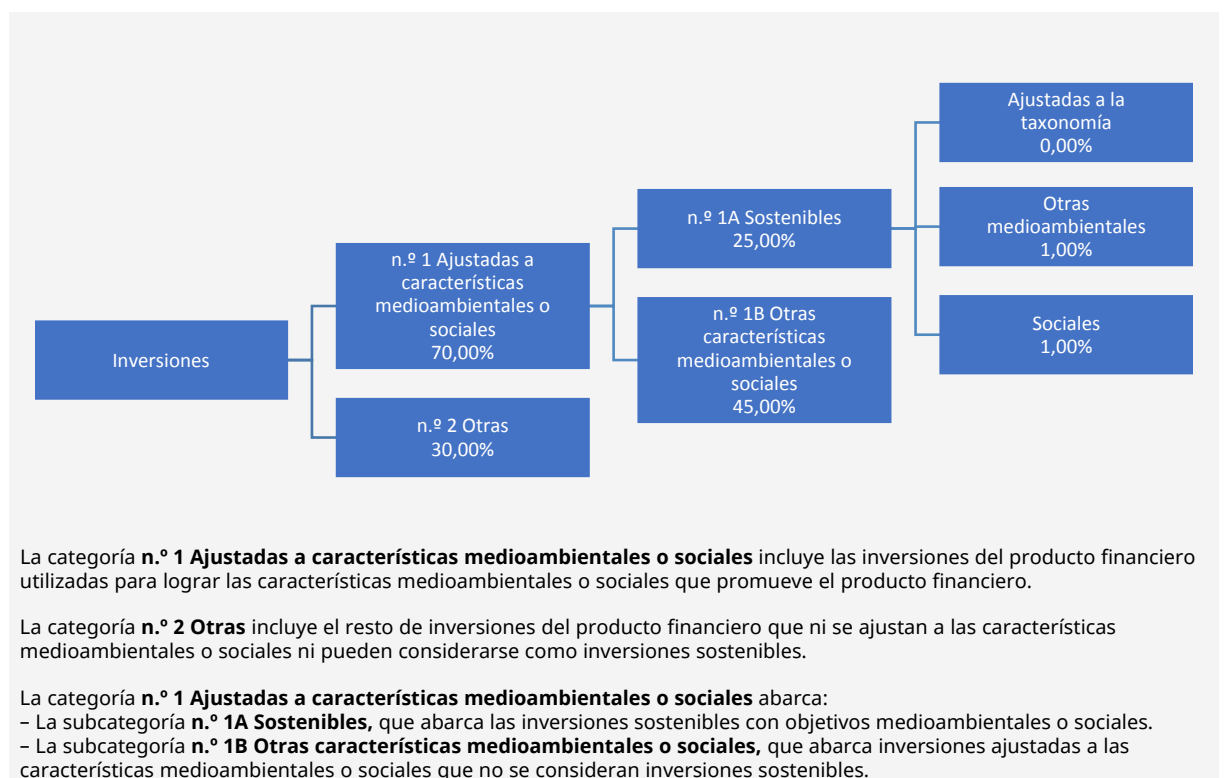 Inversiones
n.º 1 Ajustadas a
características
medioambientales o
sociales
70,00%
n.º 2 Otras
30,00%
n.º 1A Sostenibles
25,00%
n.º 1B Otras
características
medioambientales o
sociales
45,00%
Ajustadas a la
taxonomía
0,00%
Otras
medioambientales
1,00%
Sociales
1,00%
La categoría n.º 1 Ajustadas a características medioambientales o sociales incluye las inversiones del producto financiero
utilizadas para lograr las características medioambientales o sociales que promueve el producto financiero.
La categoría n.º 2 Otras incluye el resto de inversiones del producto financiero que ni se ajustan a las características
medioambientales o sociales ni pueden considerarse como inversiones sostenibles.
La categoría n.º 1 Ajustadas a características medioambientales o sociales abarca:
– La subcategoría n.º 1A Sostenibles, que abarca las inversiones sostenibles con objetivos medioambientales o sociales.
– La subcategoría n.º 1B Otras características medioambientales o sociales, que abarca inversiones ajustadas a las
características medioambientales o sociales que no se consideran inversiones sostenibles.